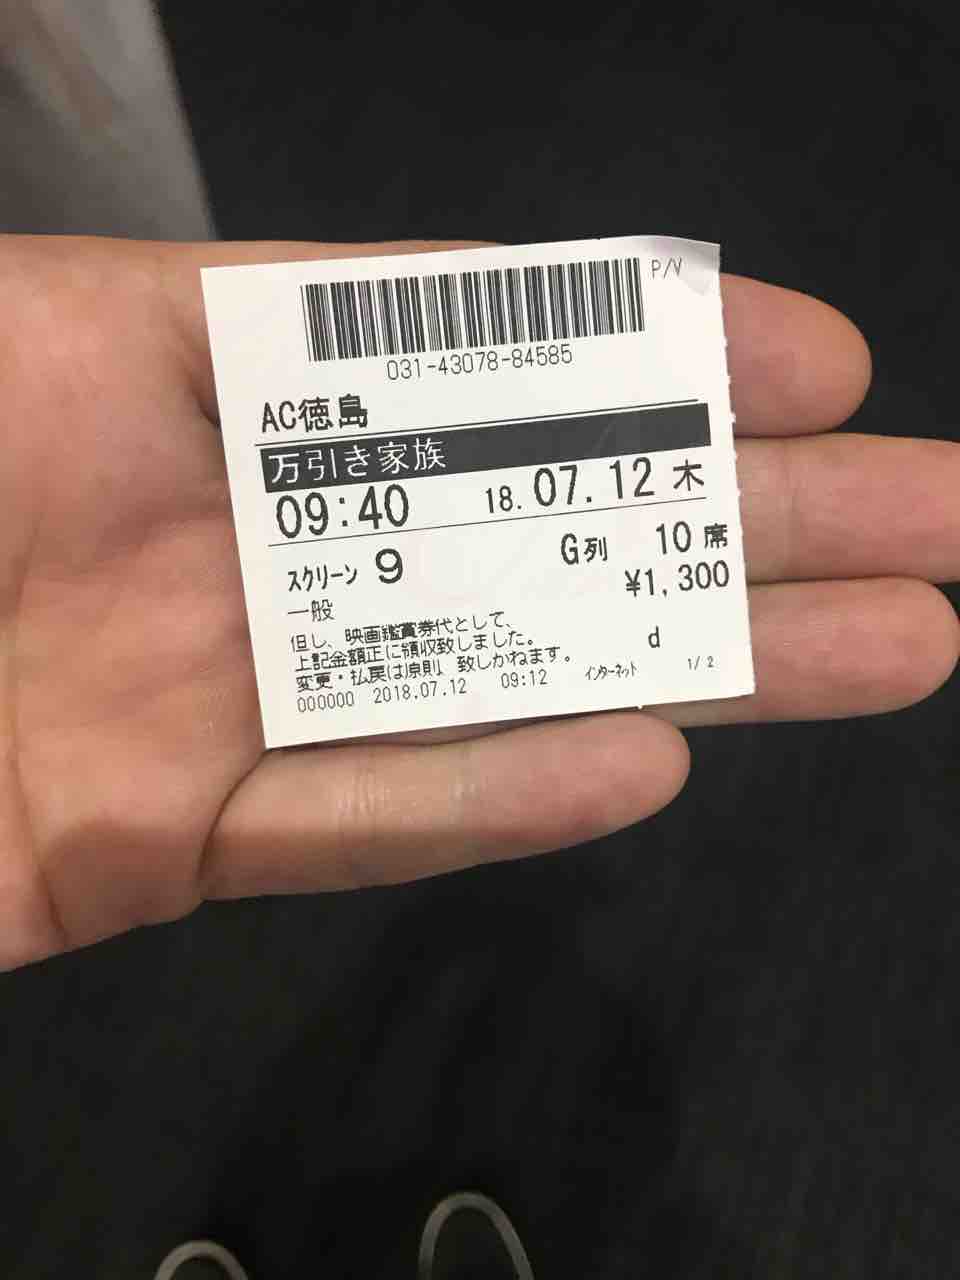 P/V
031-43078-84585
AC徳島
万引き家族
09:40 18.07.12 木
スクリーン 9 G列 10席
一般 ¥1,300
但し、映画鑑賞券代として、
上記金額正に領収致しました。 d
変更・払戻は原則 致しかねます。
000000 2018.07.12 09:12 インターネット 1/2